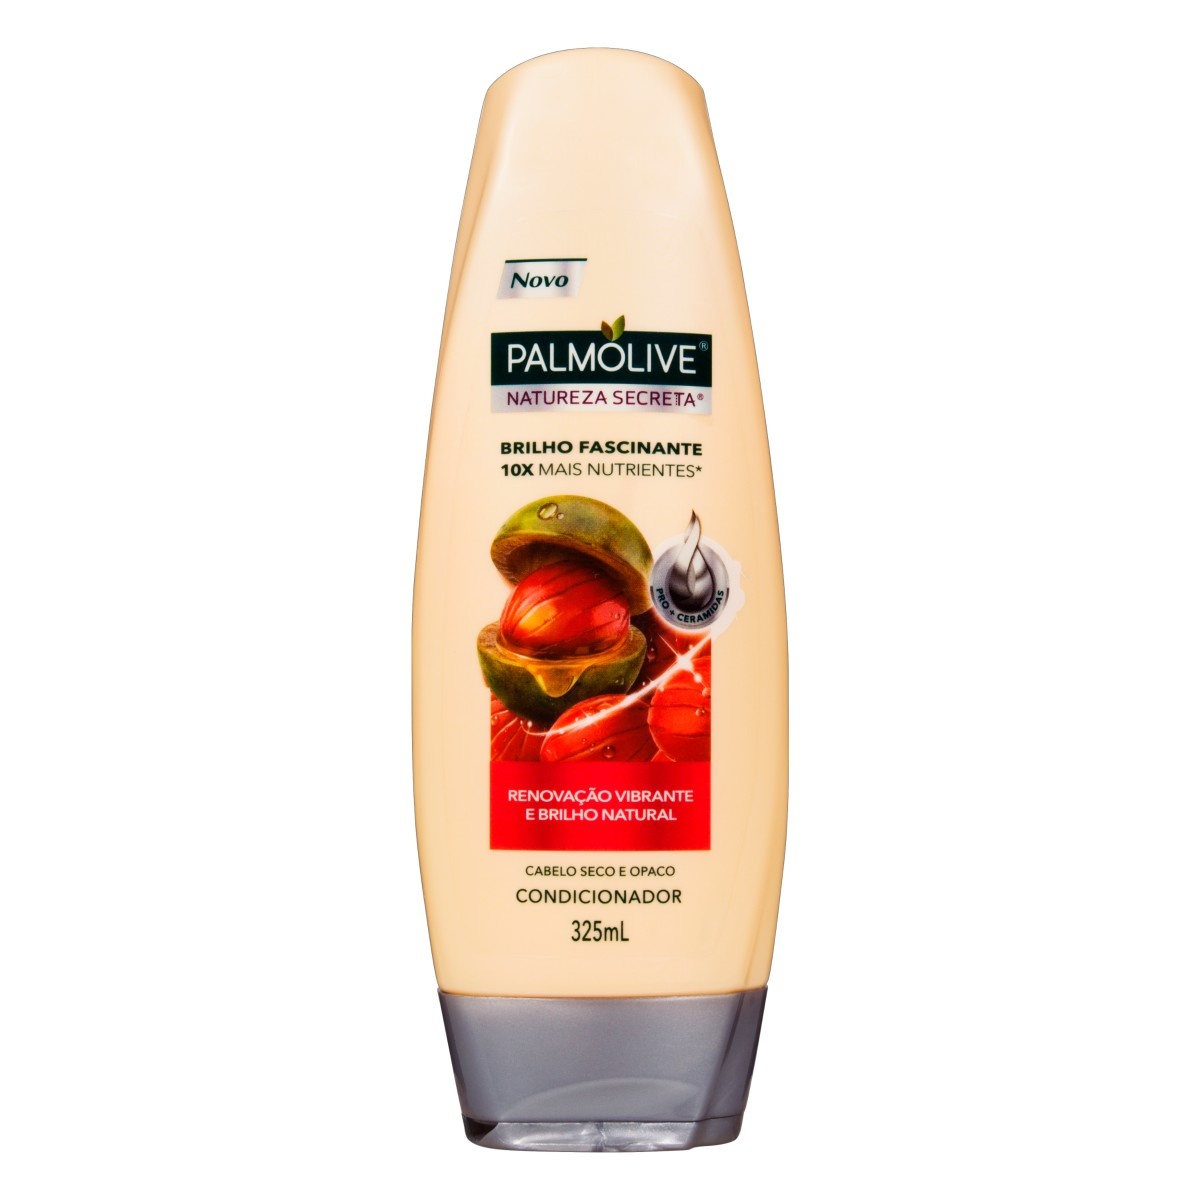 Novo
PALMOLIVE®
NATUREZA SECRETA®
BRILHO FASCINANTE
10X MAIS NUTRIENTES*
PRO + CERAMIDAS
RENOVAÇÃO VIBRANTE
E BRILHO NATURAL
CABELO SECO E OPACO
CONDICIONADOR
325mL